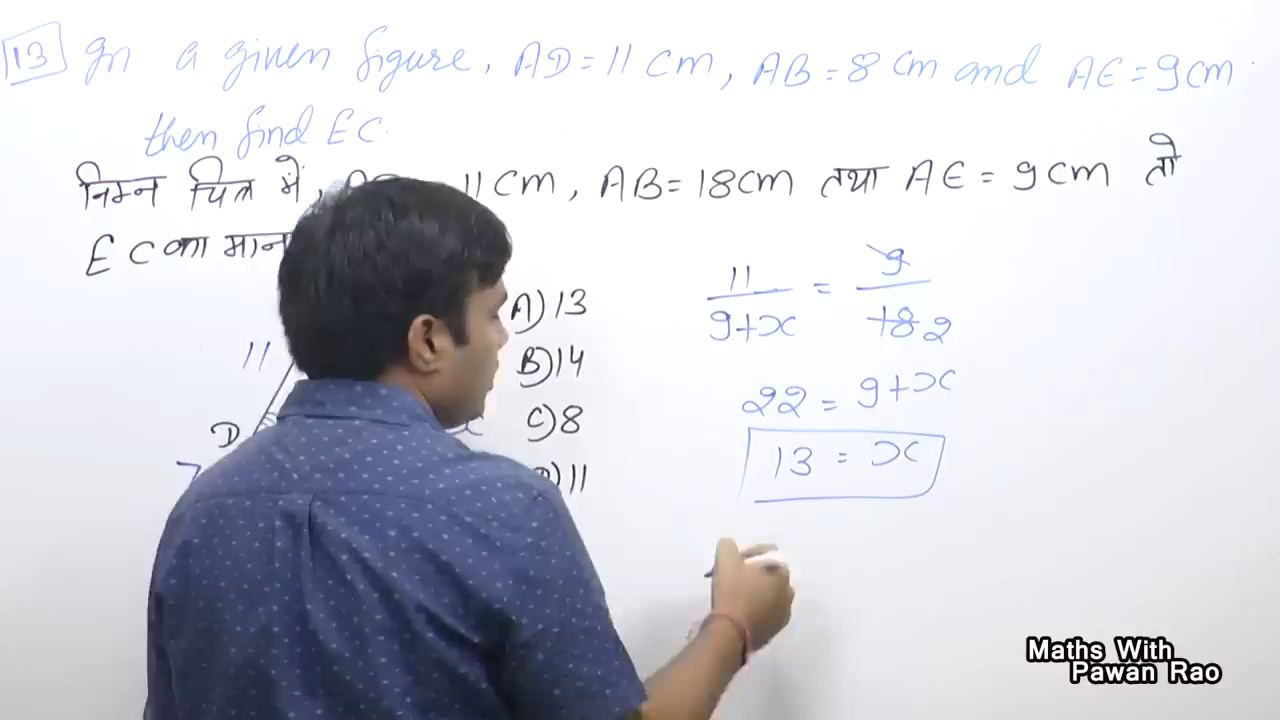 13 In a given figure, AD = 11 cm, AB = 8 cm and AE = 9 cm.
then find EC.
निम्न चित्र में, 11 cm, AB = 18 cm तथा AE = 9 cm तो
EC का मान
A) 13
B) 14
C) 8
) 11
11
D
7
x
11/9+x = 9/18 2
22 = 9+x
13 = x
Maths With
Pawan Rao